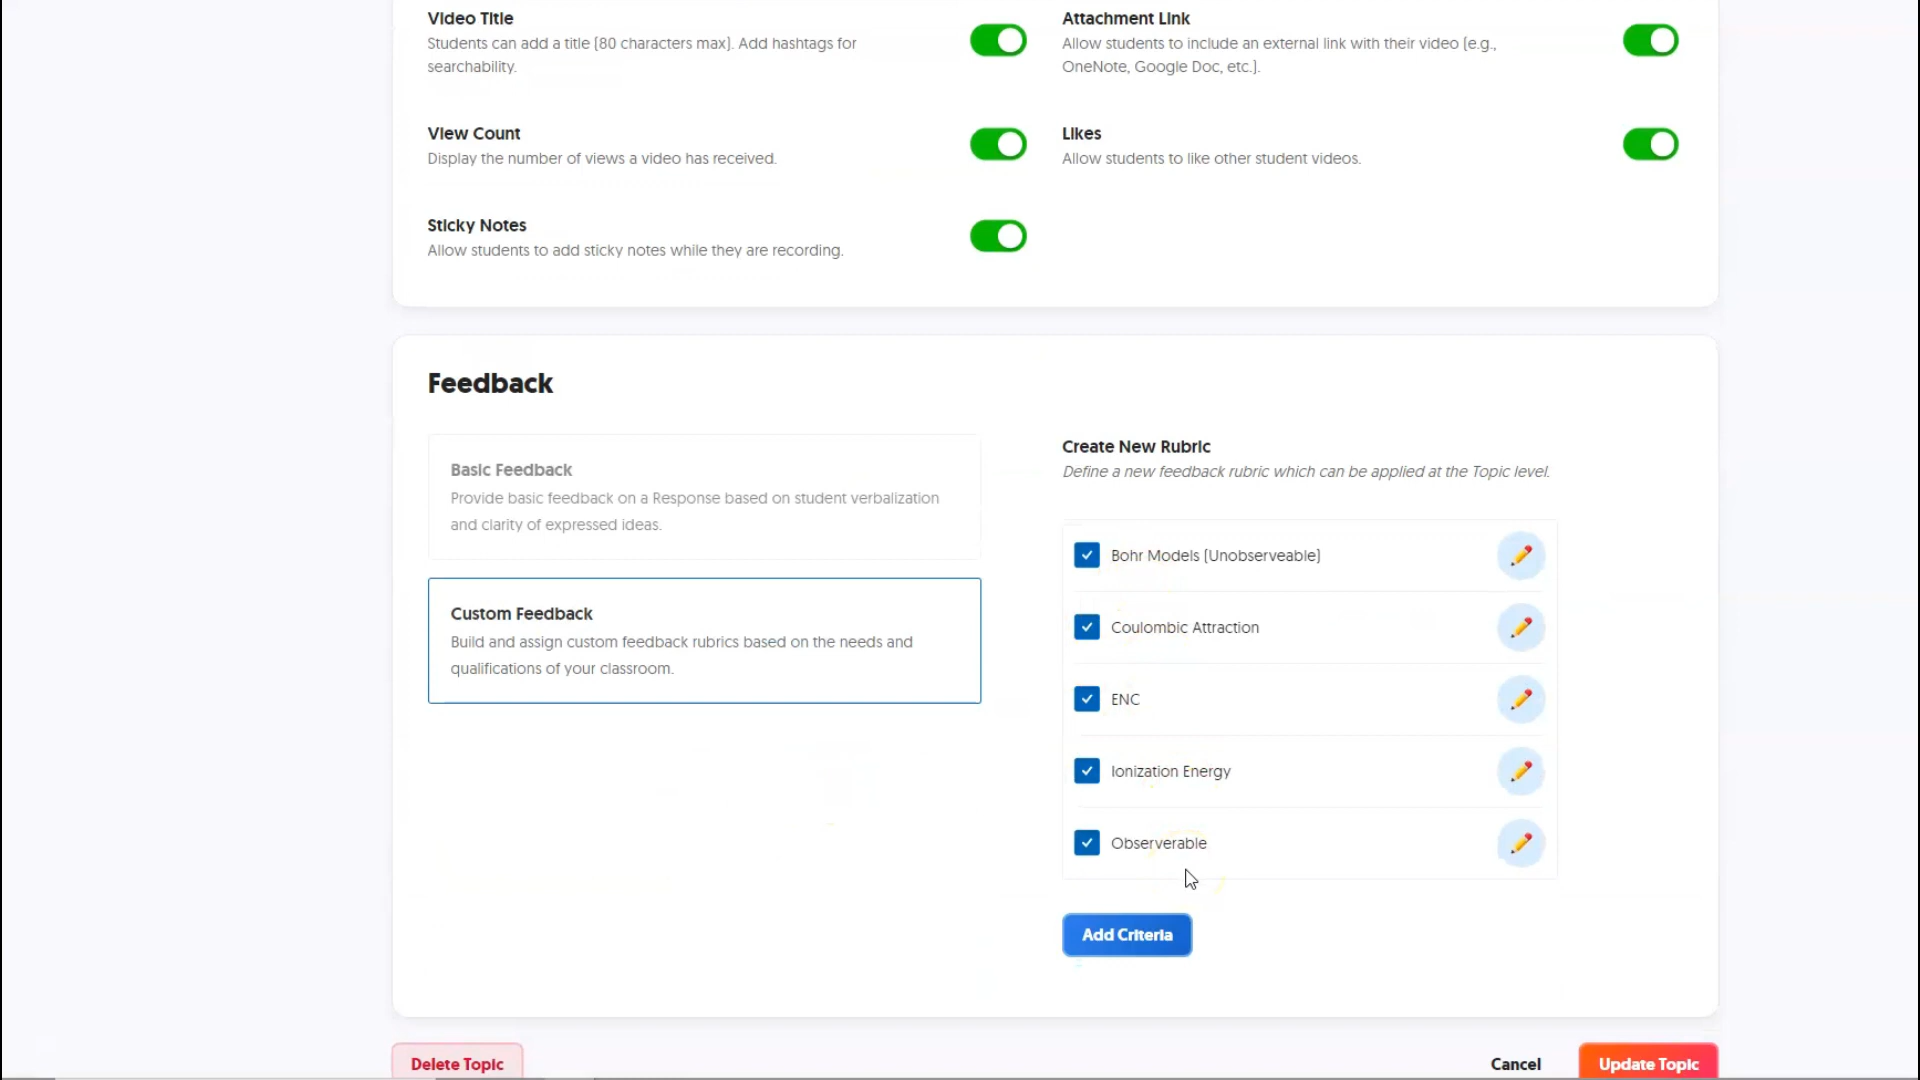 Video Title
Students can add a title (80 characters max). Add hashtags for
searchability.
Attachment Link
Allow students to include an external link with their video (e.g.,
OneNote, Google Doc, etc.).
View Count
Display the number of views a video has received.
Likes
Allow students to like other student videos.
Sticky Notes
Allow students to add sticky notes while they are recording.
Feedback
Basic Feedback
Provide basic feedback on a Response based on student verbalization
and clarity of expressed ideas.
Custom Feedback
Build and assign custom feedback rubrics based on the needs and
qualifications of your classroom.
Create New Rubric
Define a new feedback rubric which can be applied at the Topic level.
Bohr Models (Unobserveable)
Coulombic Attraction
ENC
Ionization Energy
Observerable
Add Criteria
Delete Topic
Cancel
Update Topic